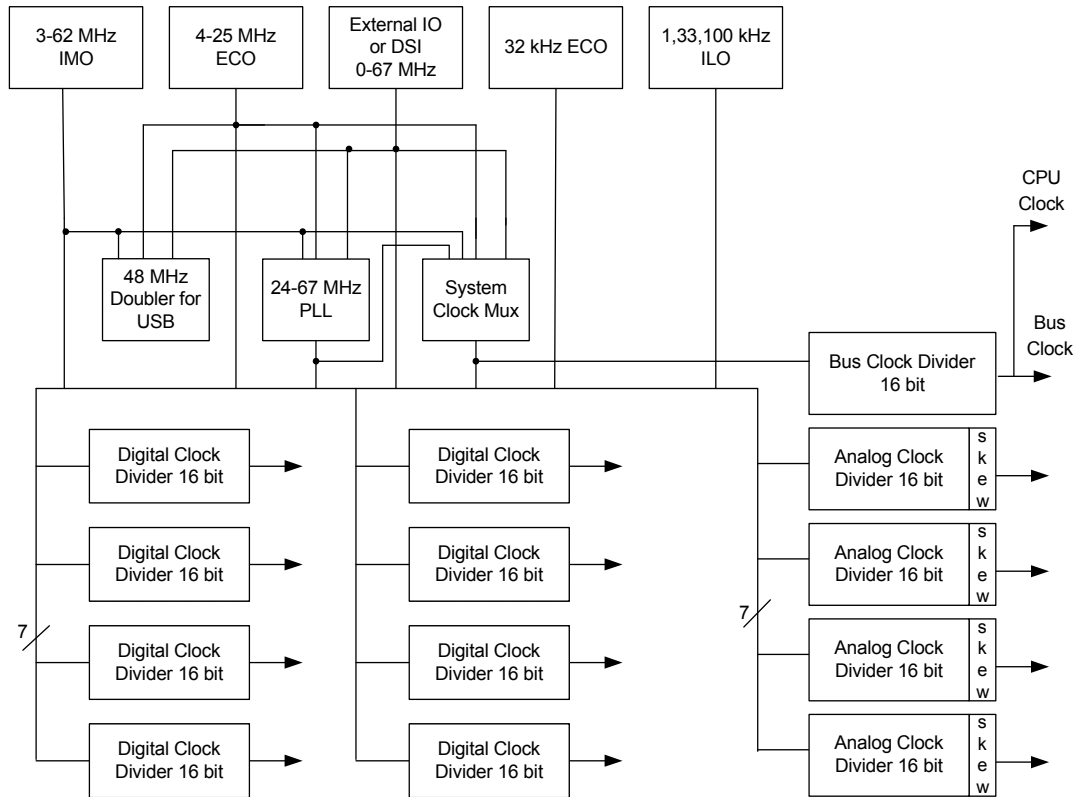 3-62 MHz
IMO
4-25 MHz
ECO
External IO
or DSI
0-67 MHz
32 kHz ECO
1,33,100 kHz
ILO
CPU
Clock
48 MHz
Doubler for
USB
24-67 MHz
PLL
System
Clock Mux
Bus
Clock
Bus Clock Divider
16 bit
Digital Clock
Divider 16 bit
Digital Clock
Divider 16 bit
Analog Clock
Divider 16 bit
s
k
e
w
Digital Clock
Divider 16 bit
Digital Clock
Divider 16 bit
Analog Clock
Divider 16 bit
s
k
e
w
7
7
Digital Clock
Divider 16 bit
Digital Clock
Divider 16 bit
Analog Clock
Divider 16 bit
s
k
e
w
Digital Clock
Divider 16 bit
Digital Clock
Divider 16 bit
Analog Clock
Divider 16 bit
s
k
e
w